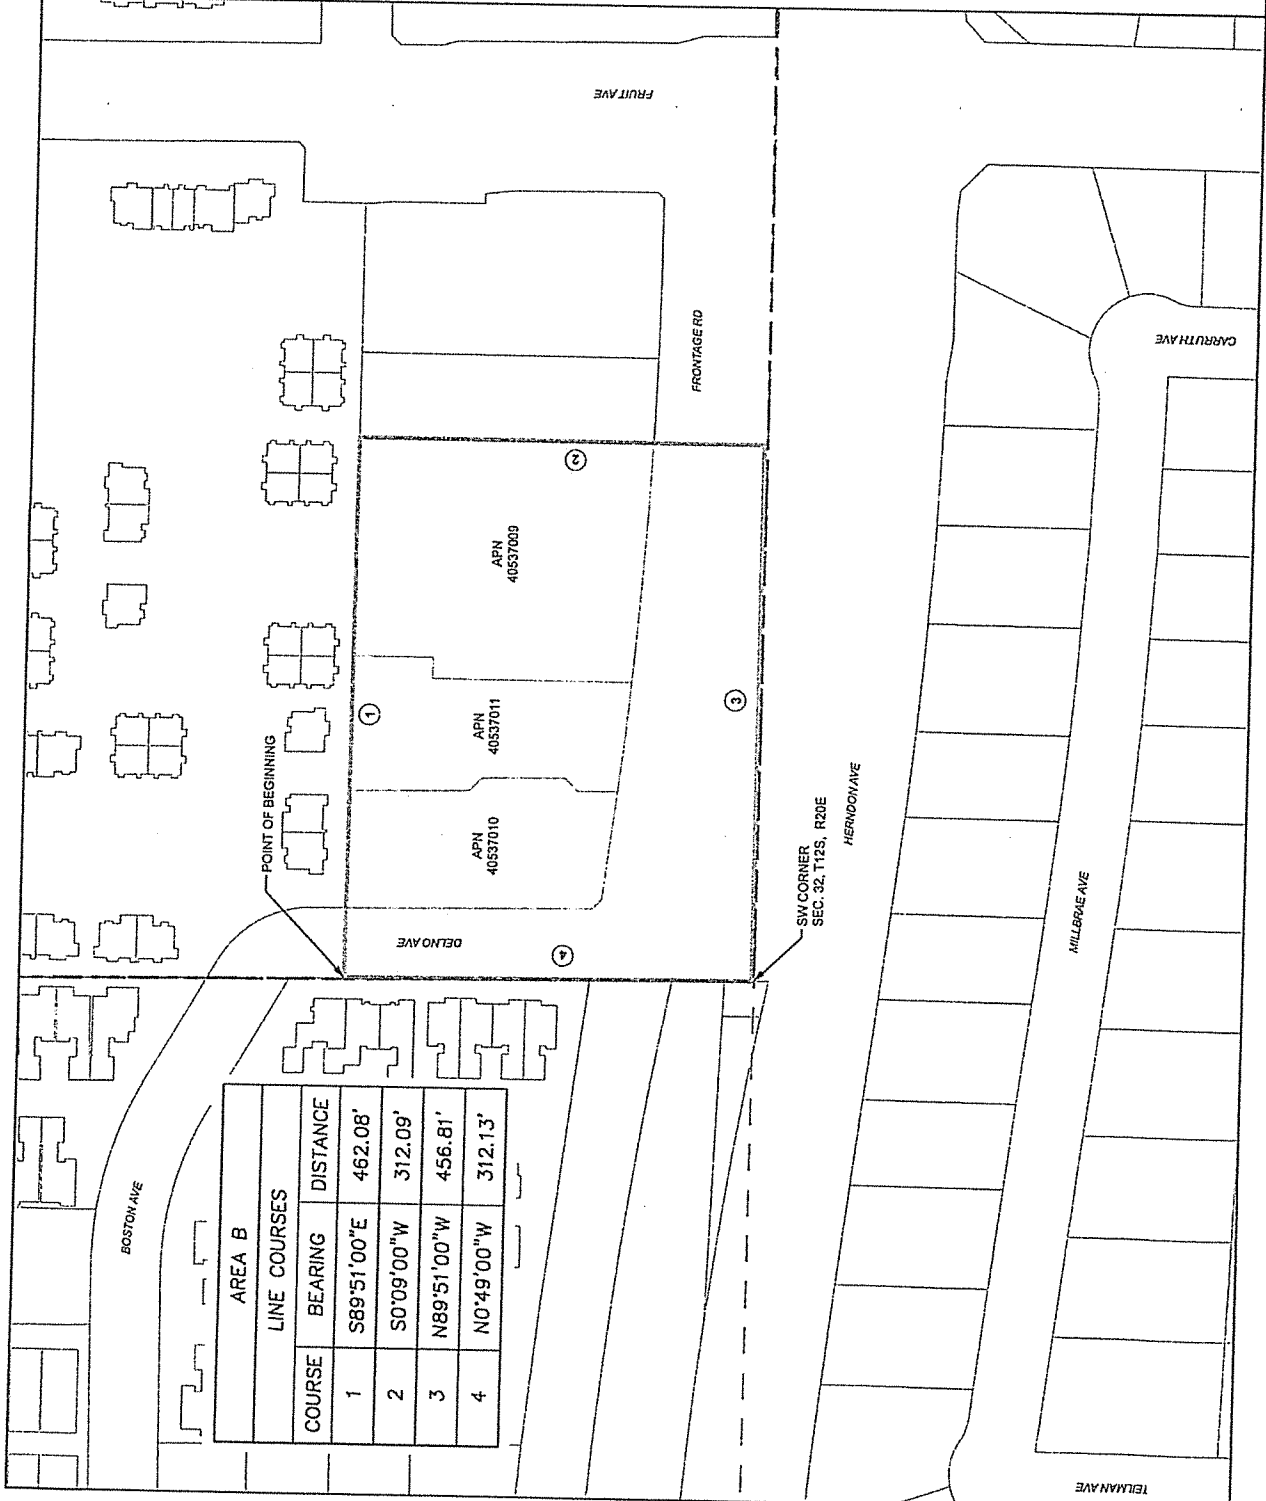 FRUIT AVE
FRONTAGE RD
CARRUTH AVE
2
APN
40537009
1
APN
40537011
3
POINT OF BEGINNING
APN
40537010
DELNO AVE
4
SW CORNER
SEC. 32, T12S, R20E
HERNDON AVE
MILLBRAE AVE
BOSTON AVE
TEILMAN AVE
AREA B
LINE COURSES
COURSE BEARING DISTANCE
1 S89°51'00"E 462.08'
2 S0°09'00"W 312.09'
3 N89°51'00"W 456.81'
4 N0°49'00"W 312.13'